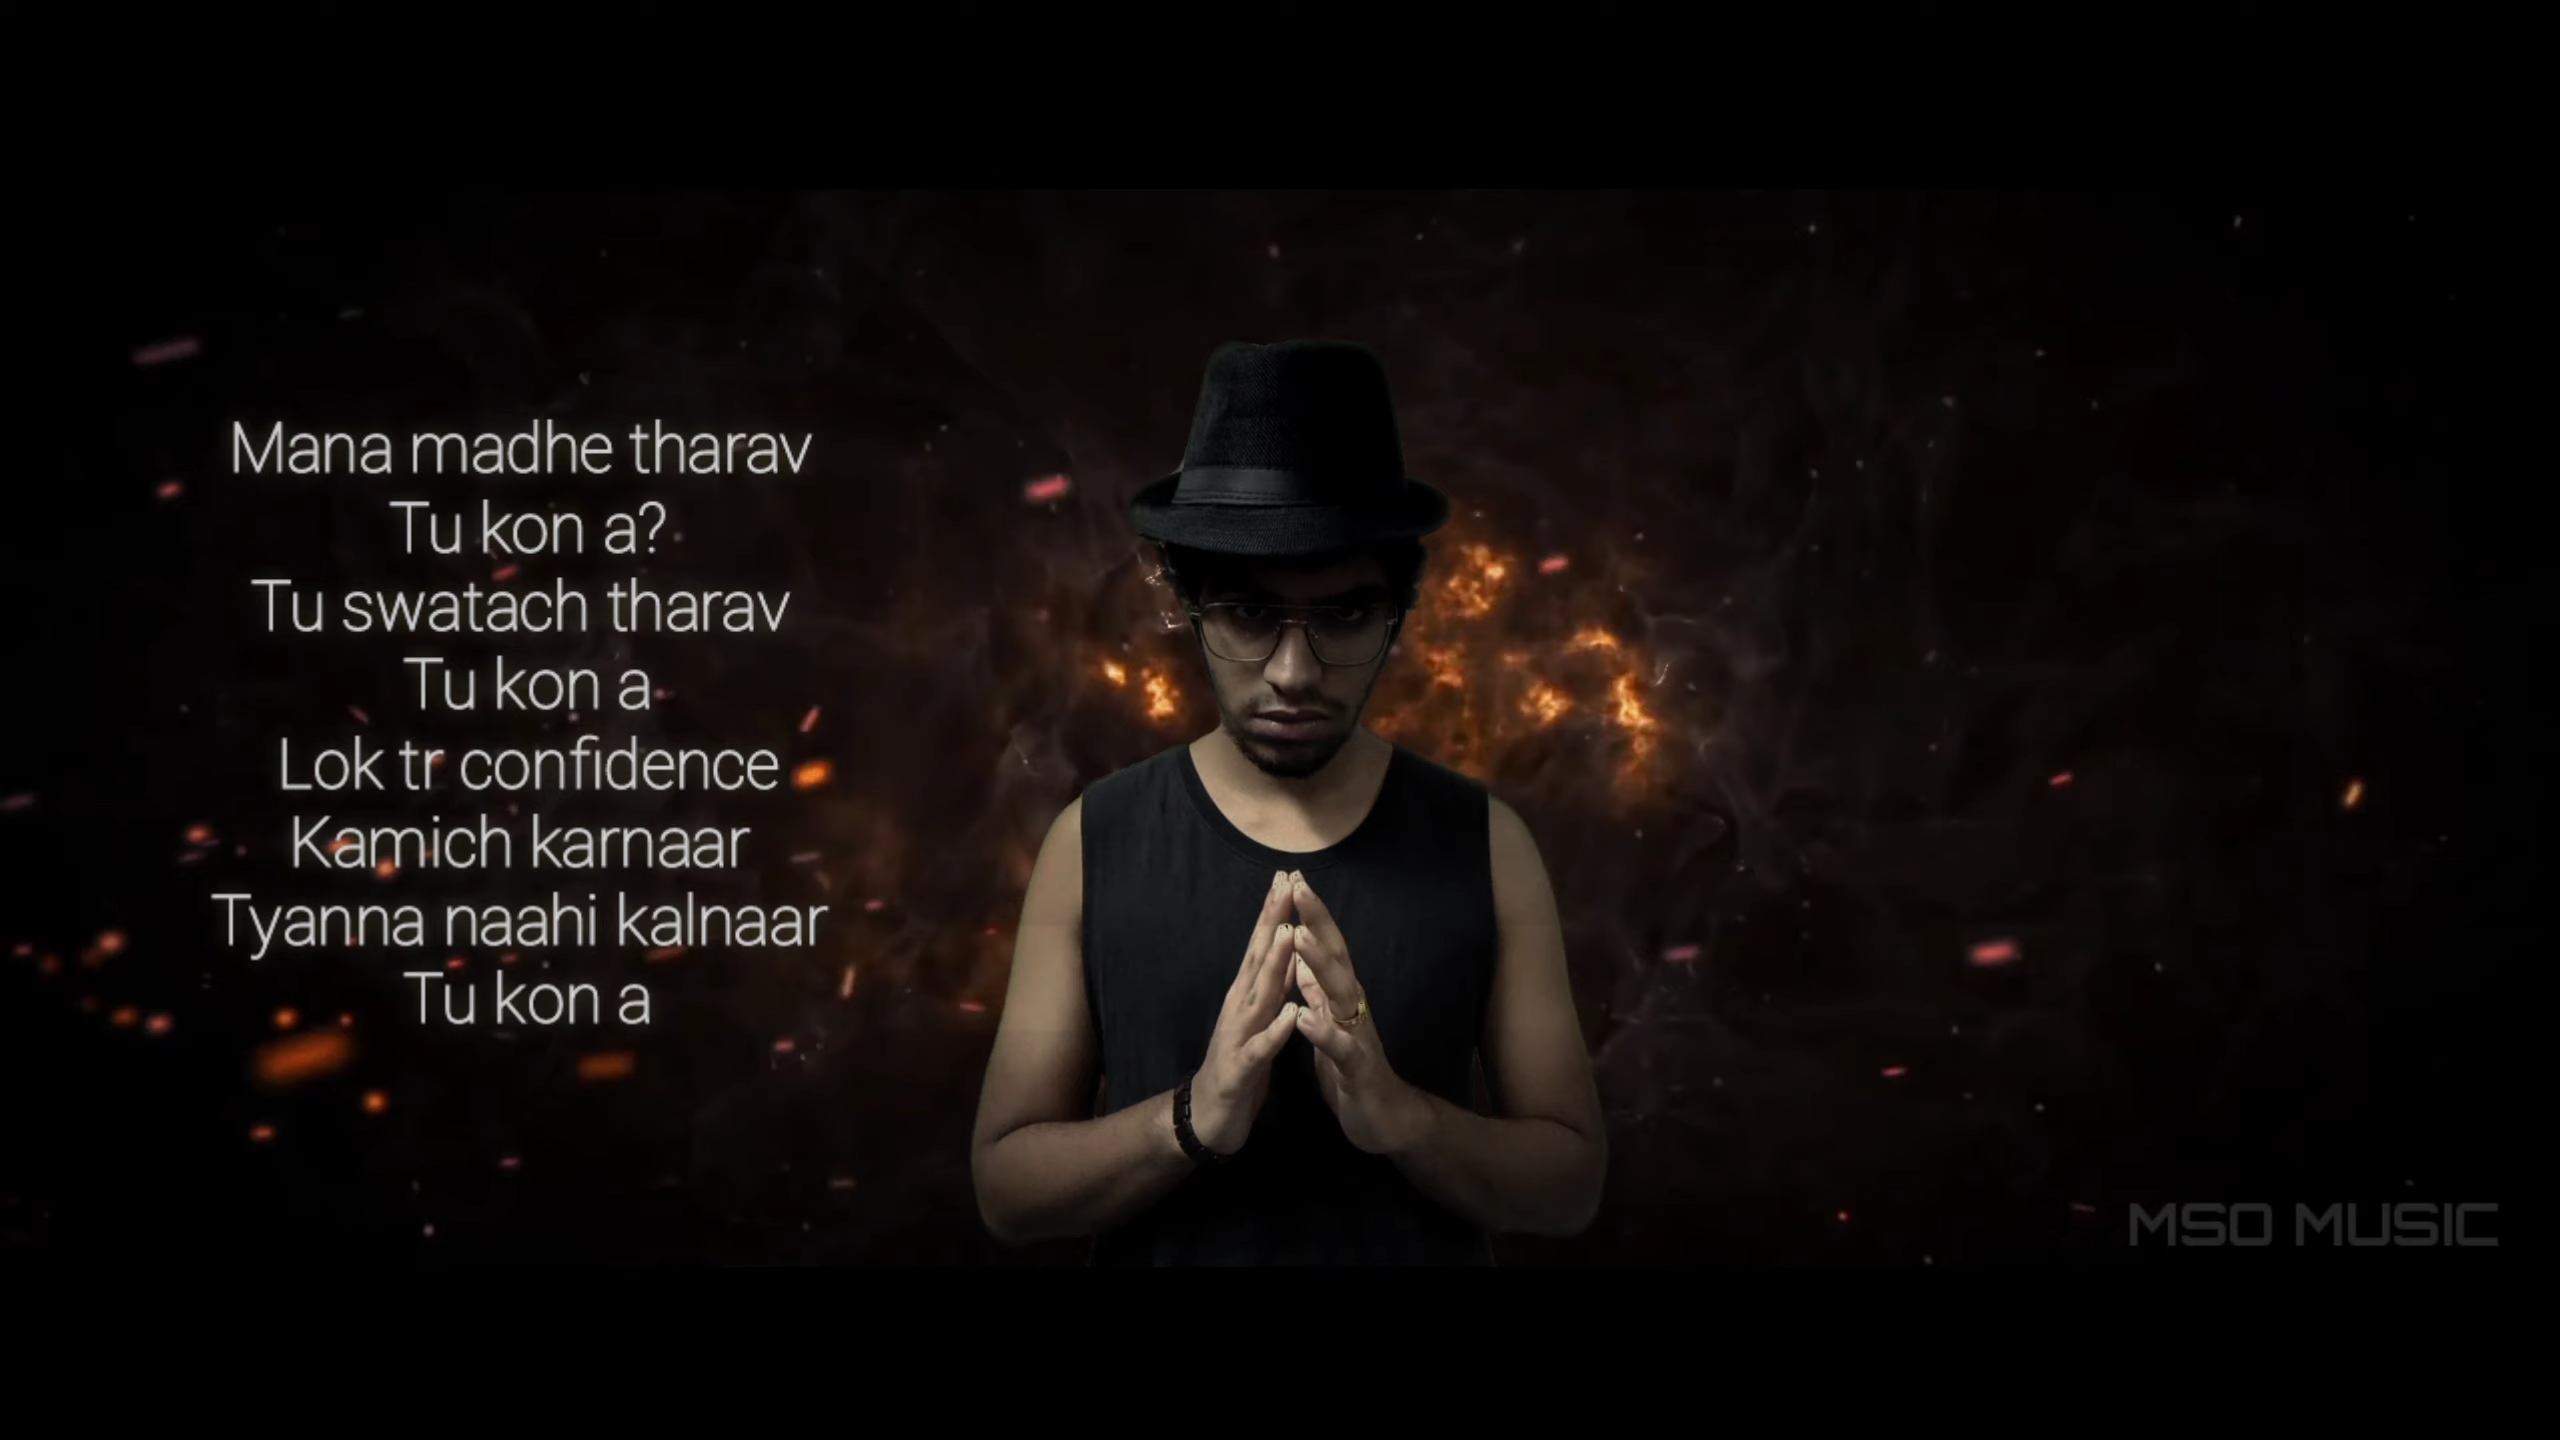 Mana madhe tharav
Tu kon a?
Tu swatach tharav
Tu kon a
Lok tr confidence
Kamich karnaar
Tyanna naahi kalnaar
Tu kon a
MSO MUSIC